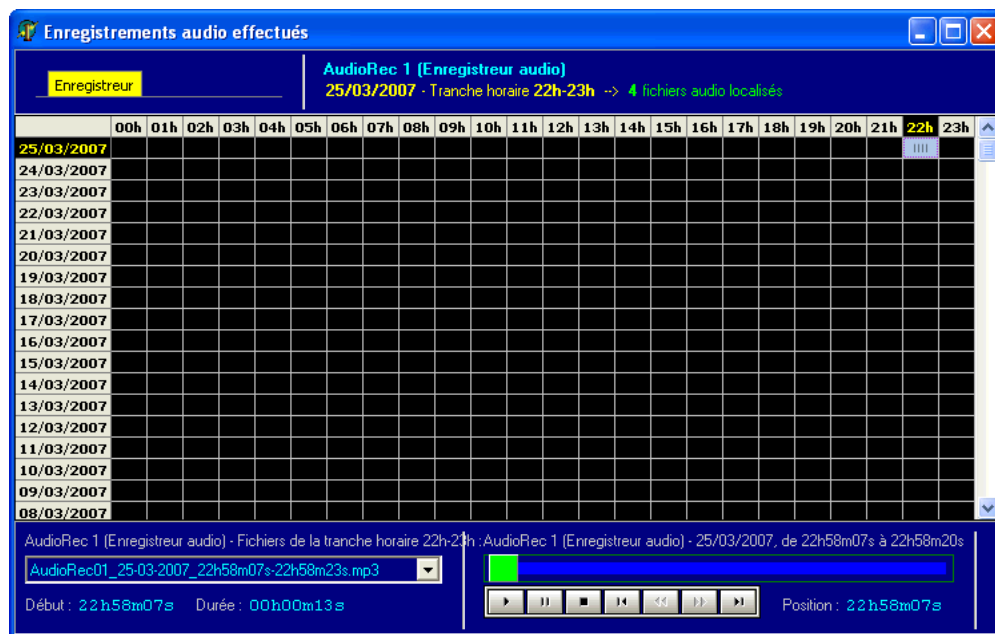 Enregistrements audio effectués
Enregistreur
AudioRec 1 (Enregistreur audio)
25/03/2007 - Tranche horaire 22h-23h --> 4 fichiers audio localisés
00h 01h 02h 03h 04h 05h 06h 07h 08h 09h 10h 11h 12h 13h 14h 15h 16h 17h 18h 19h 20h 21h 22h 23h
25/03/2007
24/03/2007
23/03/2007
22/03/2007
21/03/2007
20/03/2007
19/03/2007
18/03/2007
17/03/2007
16/03/2007
15/03/2007
14/03/2007
13/03/2007
12/03/2007
11/03/2007
10/03/2007
09/03/2007
08/03/2007
AudioRec 1 (Enregistreur audio) - Fichiers de la tranche horaire 22h-23h :
AudioRec 1 (Enregistreur audio) - 25/03/2007, de 22h58m07s à 22h58m20s
AudioRec01_25-03-2007_22h58m07s-22h58m23s.mp3
Début : 22h58m07s Durée : 00h00m13s
Position : 22h58m07s